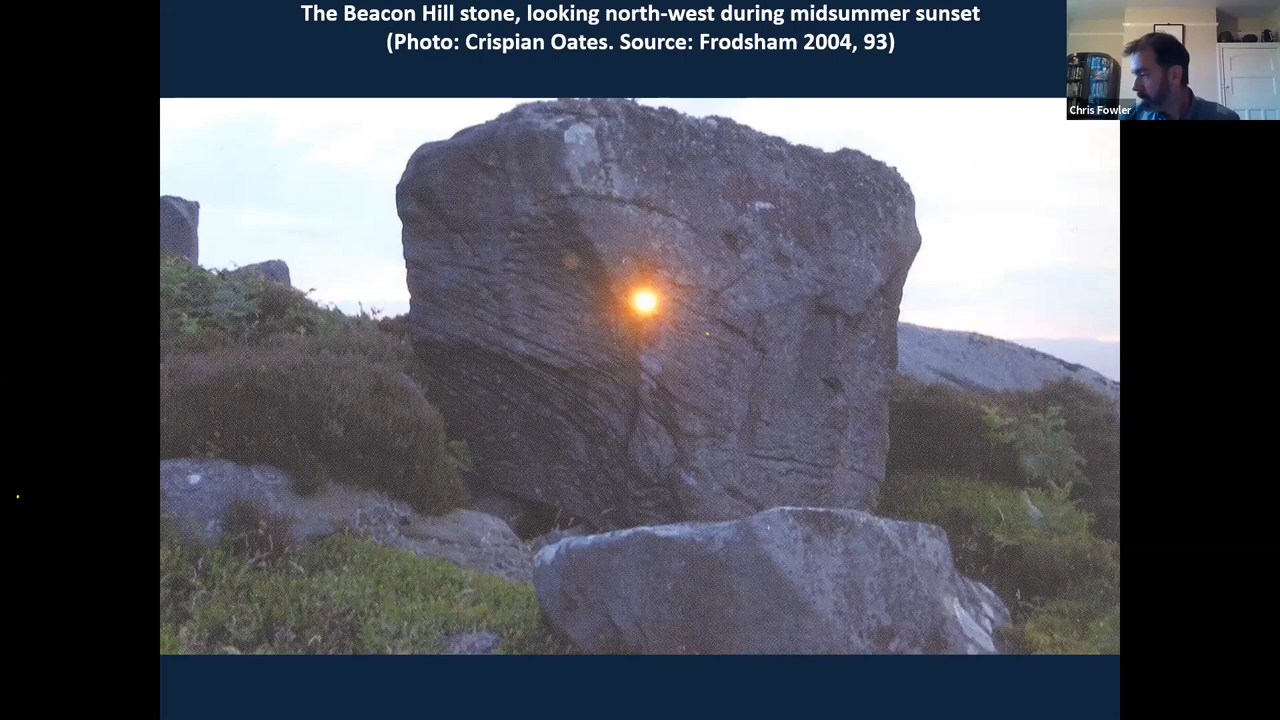 The Beacon Hill stone, looking north-west during midsummer sunset
(Photo: Crispian Oates. Source: Frodsham 2004, 93)
Chris Fowler